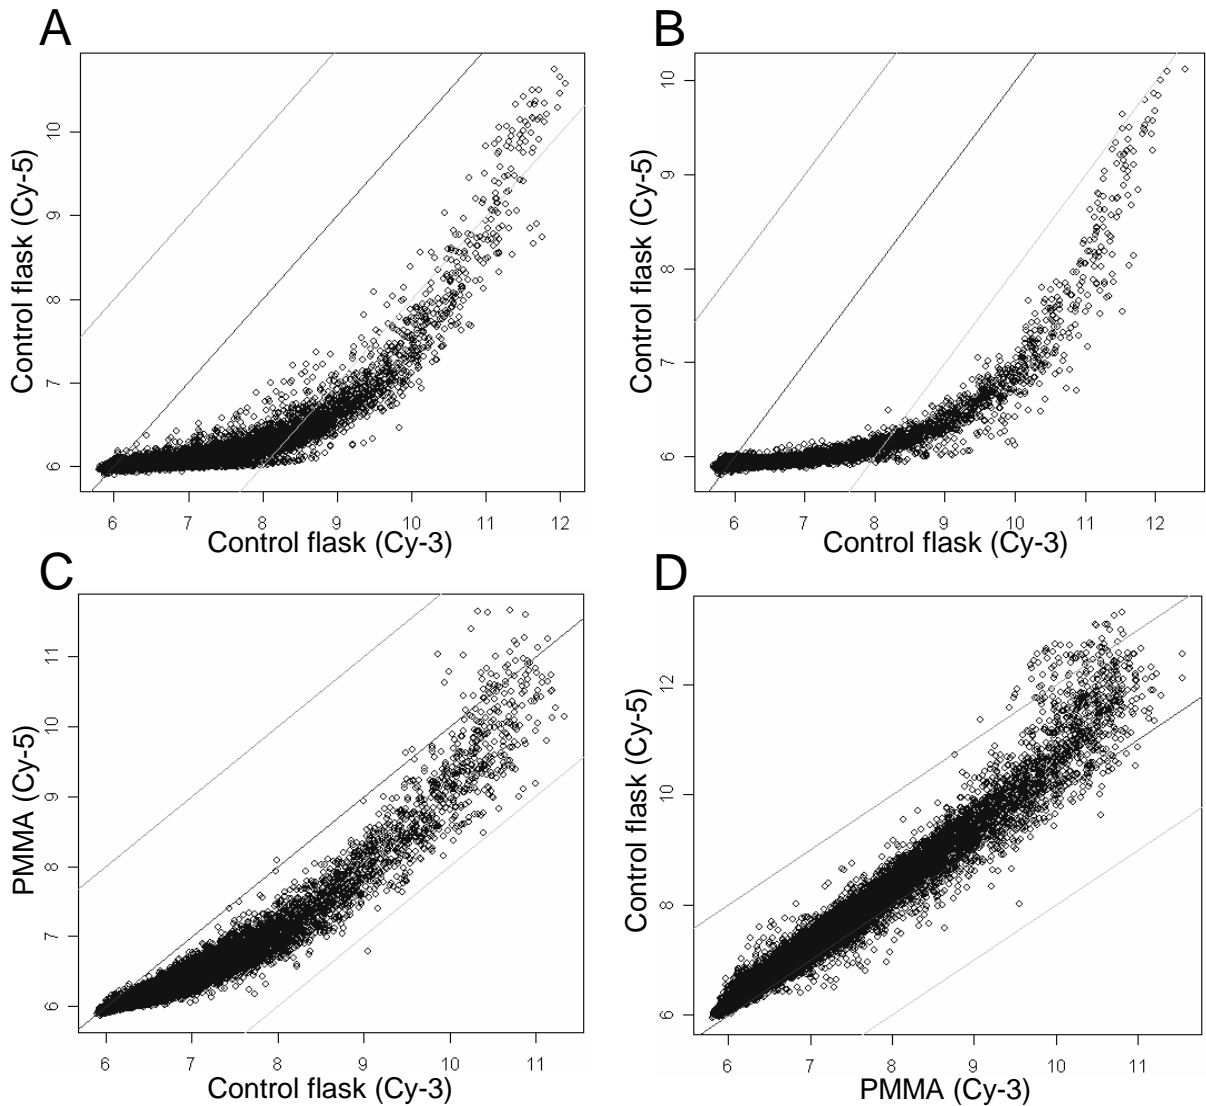 A
B
Control flask (Cy-5)
10
9
8
7
6
6 7 8 9 10 11 12
Control flask (Cy-3)
Control flask (Cy-5)
10
9
8
7
6
6 7 8 9 10 11 12
Control flask (Cy-3)
C
D
PMMA (Cy-5)
11
10
9
8
7
6
6 7 8 9 10 11
Control flask (Cy-3)
Control flask (Cy-5)
12
10
8
6
6 7 8 9 10 11
PMMA (Cy-3)